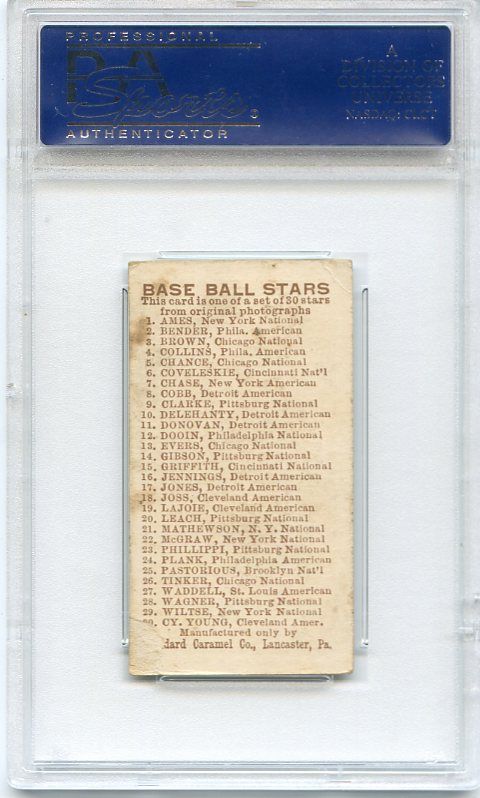 PROFESSIONAL
PSA
Sports
AUTHENTICATOR
A
DIVISION OF
COLLECTORS
UNIVERSE
NASDAQ: CLCT
BASE BALL STARS
This card is one of a set of 30 stars
from original photographs
1. AMES, New York National
2. BENDER, Phila. American
3. BROWN, Chicago National
4. COLLINS, Phila. American
5. CHANCE, Chicago National
6. COVELESKIE, Cincinnati Nat'l
7. CHASE, New York American
8. COBB, Detroit American
9. CLARKE, Pittsburg National
10. DELEHANTY, Detroit American
11. DONOVAN, Detroit American
12. DOOIN, Philadelphia National
13. EVERS, Chicago National
14. GIBSON, Pittsburg National
15. GRIFFITH, Cincinnati National
16. JENNINGS, Detroit American
17. JONES, Detroit American
18. JOSS, Cleveland American
19. LAJOIE, Cleveland American
20. LEACH, Pittsburg National
21. MATHEWSON, N. Y. National
22. McGRAW, New York National
23. PHILLIPPI, Pittsburg National
24. PLANK, Philadelphia American
25. PASTORIOUS, Brooklyn Nat'l
26. TINKER, Chicago National
27. WADDELL, St. Louis American
28. WAGNER, Pittsburg National
29. WILTSE, New York National
30. CY. YOUNG, Cleveland Amer.
Manufactured only by
dard Caramel Co., Lancaster, Pa.